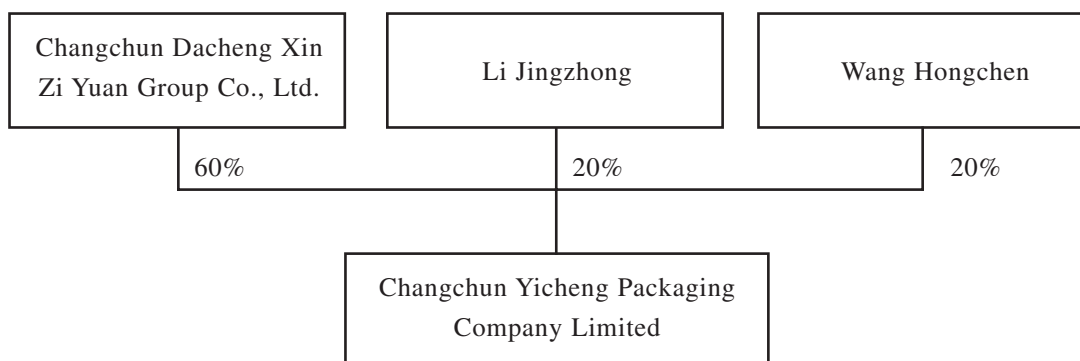 Changchun Dacheng Xin
Zi Yuan Group Co., Ltd.
Li Jingzhong
Wang Hongchen
60%
20%
20%
Changchun Yicheng Packaging
Company Limited